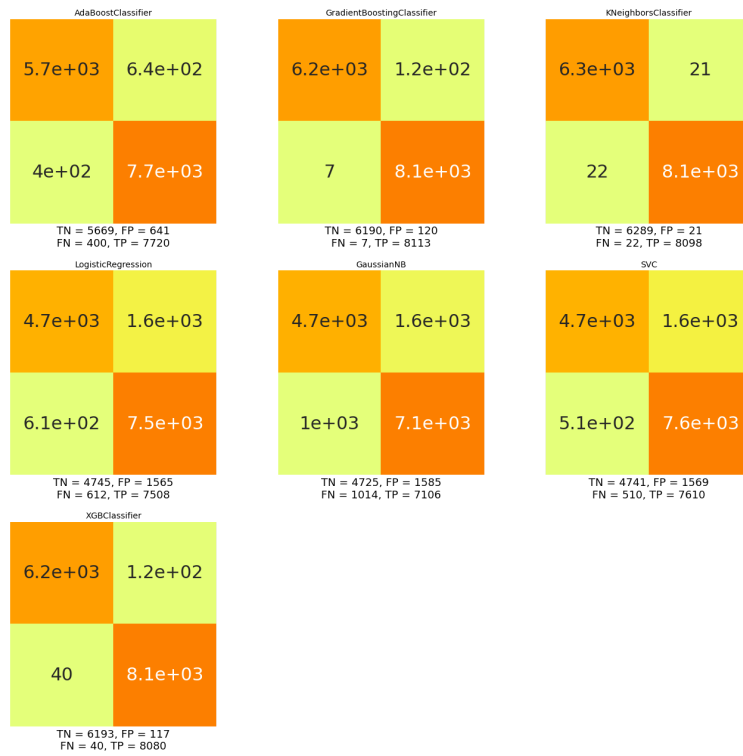 AdaBoostClassifier
5.7e+03 6.4e+02
4e+02 7.7e+03
TN = 5669, FP = 641
FN = 400, TP = 7720
GradientBoostingClassifier
6.2e+03 1.2e+02
7 8.1e+03
TN = 6190, FP = 120
FN = 7, TP = 8113
KNeighborsClassifier
6.3e+03 21
22 8.1e+03
TN = 6289, FP = 21
FN = 22, TP = 8098
LogisticRegression
4.7e+03 1.6e+03
6.1e+02 7.5e+03
TN = 4745, FP = 1565
FN = 612, TP = 7508
GaussianNB
4.7e+03 1.6e+03
1e+03 7.1e+03
TN = 4725, FP = 1585
FN = 1014, TP = 7106
SVC
4.7e+03 1.6e+03
5.1e+02 7.6e+03
TN = 4741, FP = 1569
FN = 510, TP = 7610
XGBClassifier
6.2e+03 1.2e+02
40 8.1e+03
TN = 6193, FP = 117
FN = 40, TP = 8080